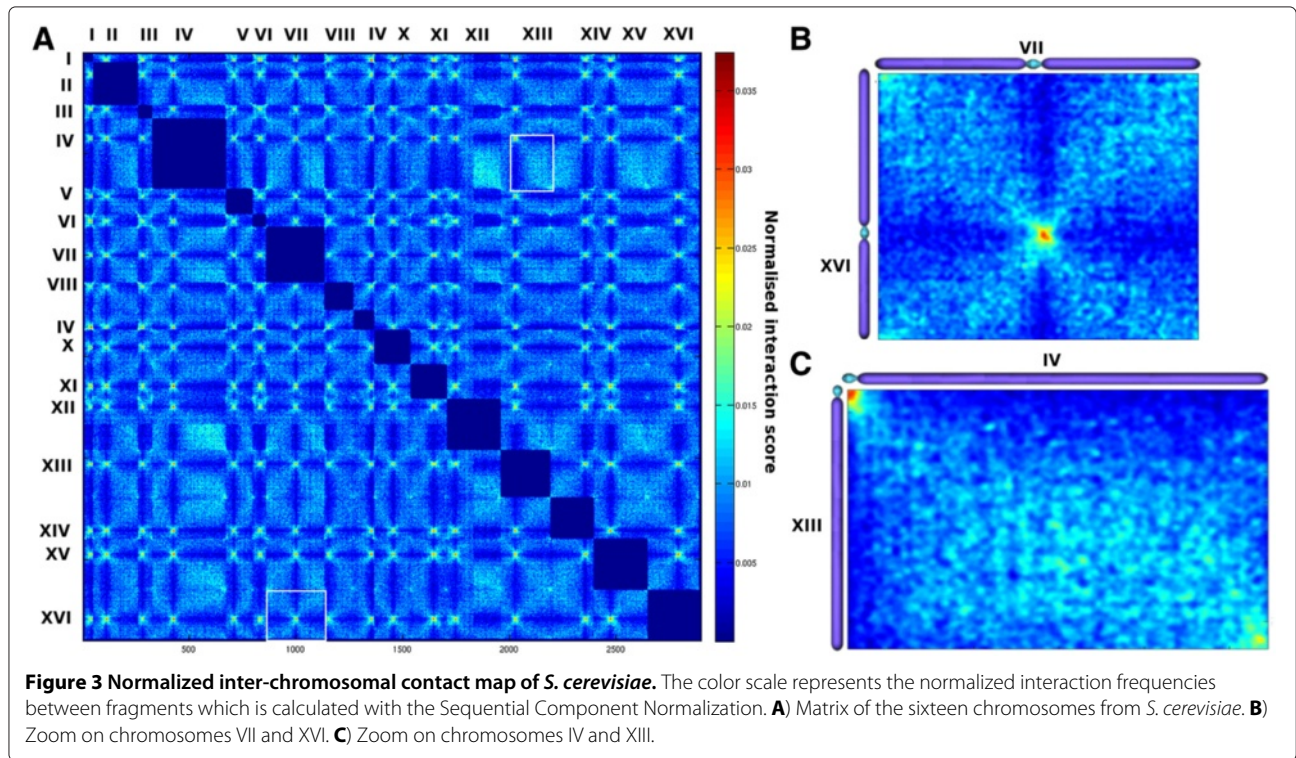 A
I II III IV V VI VII VIII IV X XI XII XIII XIV XV XVI
I
II
III
IV
V
VI
VII
VIII
IV
X
XI
XII
XIII
XIV
XV
XVI
500 1000 1500 2000 2500
0.035
0.03
0.025
0.02
0.015
0.01
0.005
Normalised interaction score
B
VII
XVI
C
IV
XIII
Figure 3 Normalized inter-chromosomal contact map of S. cerevisiae. The color scale represents the normalized interaction frequencies
between fragments which is calculated with the Sequential Component Normalization. A) Matrix of the sixteen chromosomes from S. cerevisiae. B)
Zoom on chromosomes VII and XVI. C) Zoom on chromosomes IV and XIII.